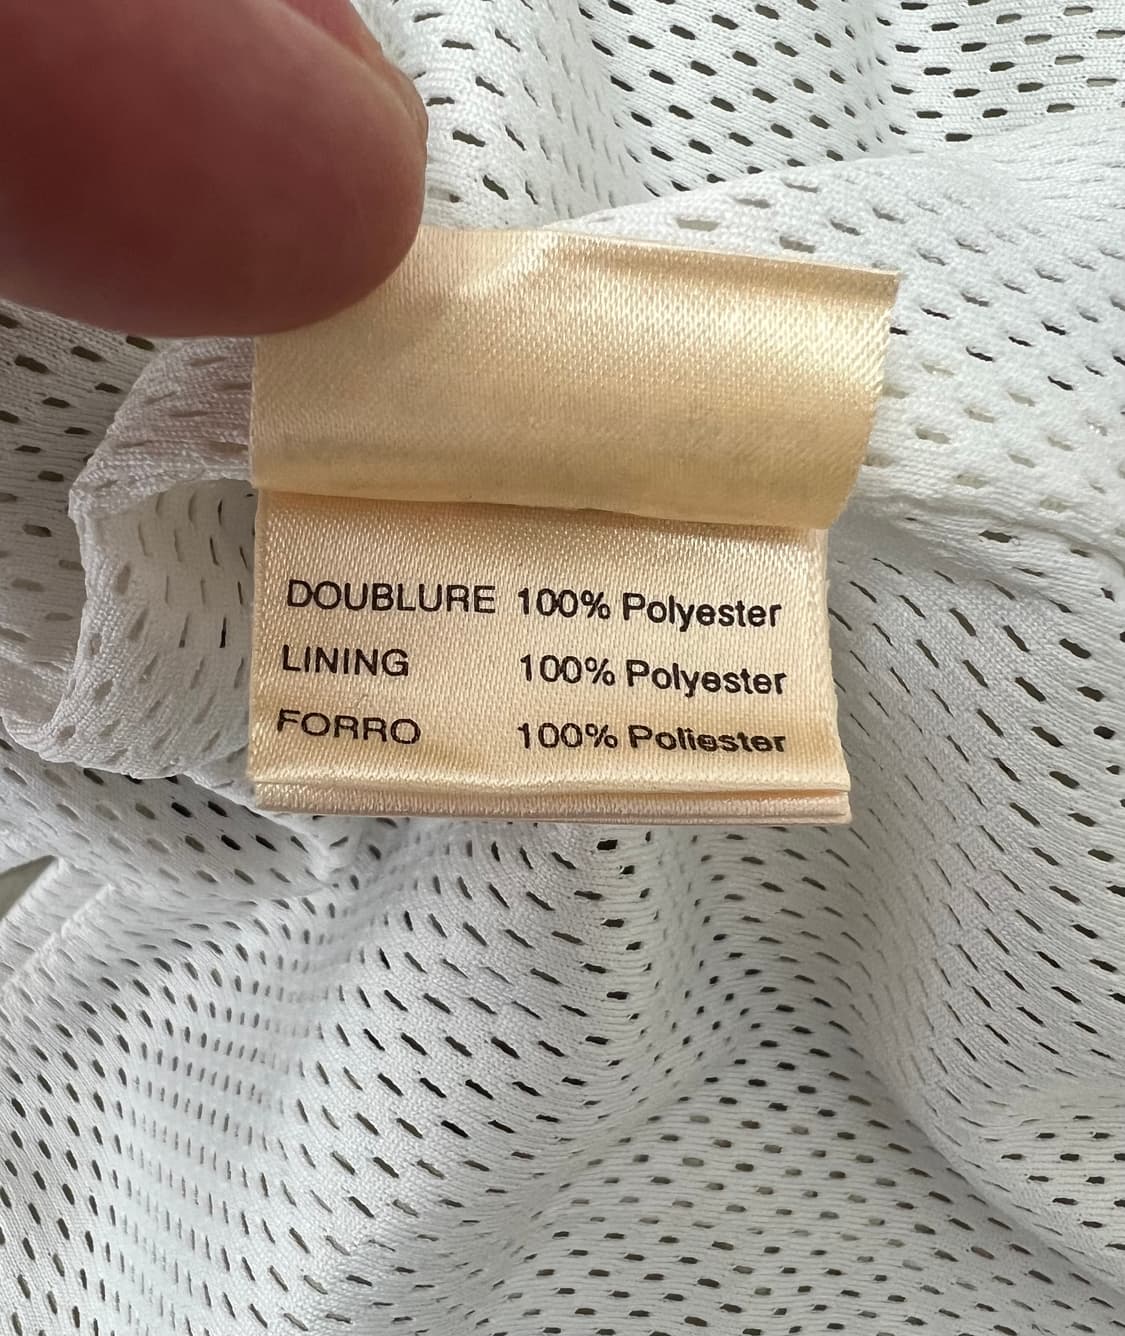 DOUBLURE 100% Polyester
LINING 100% Polyester
FORRO 100% Poliester